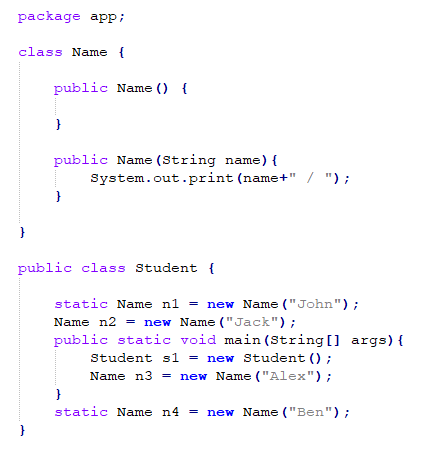 package app;
class Name {
public Name() {
}
public Name(String name){
System.out.print(name+" / ");
}
}
public class Student {
static Name n1 = new Name("John");
Name n2 = new Name("Jack");
public static void main(String[] args){
Student s1 = new Student();
Name n3 = new Name("Alex");
}
static Name n4 = new Name("Ben");
}